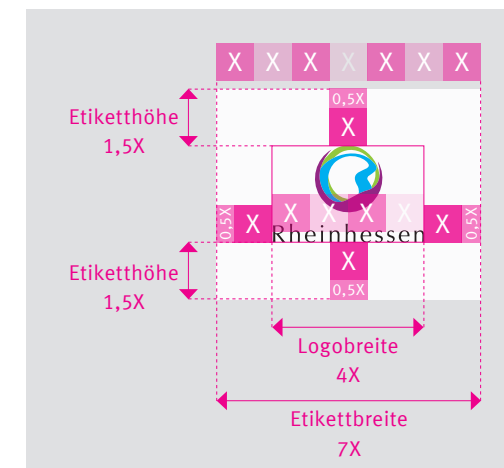 X X X X X X X
0,5X
Etiketthöhe
1,5X
X
X X X X
0,5X X X 0,5X
Rheinhessen
X
Etiketthöhe
1,5X
0,5X
Logobreite
4X
Etikettbreite
7X